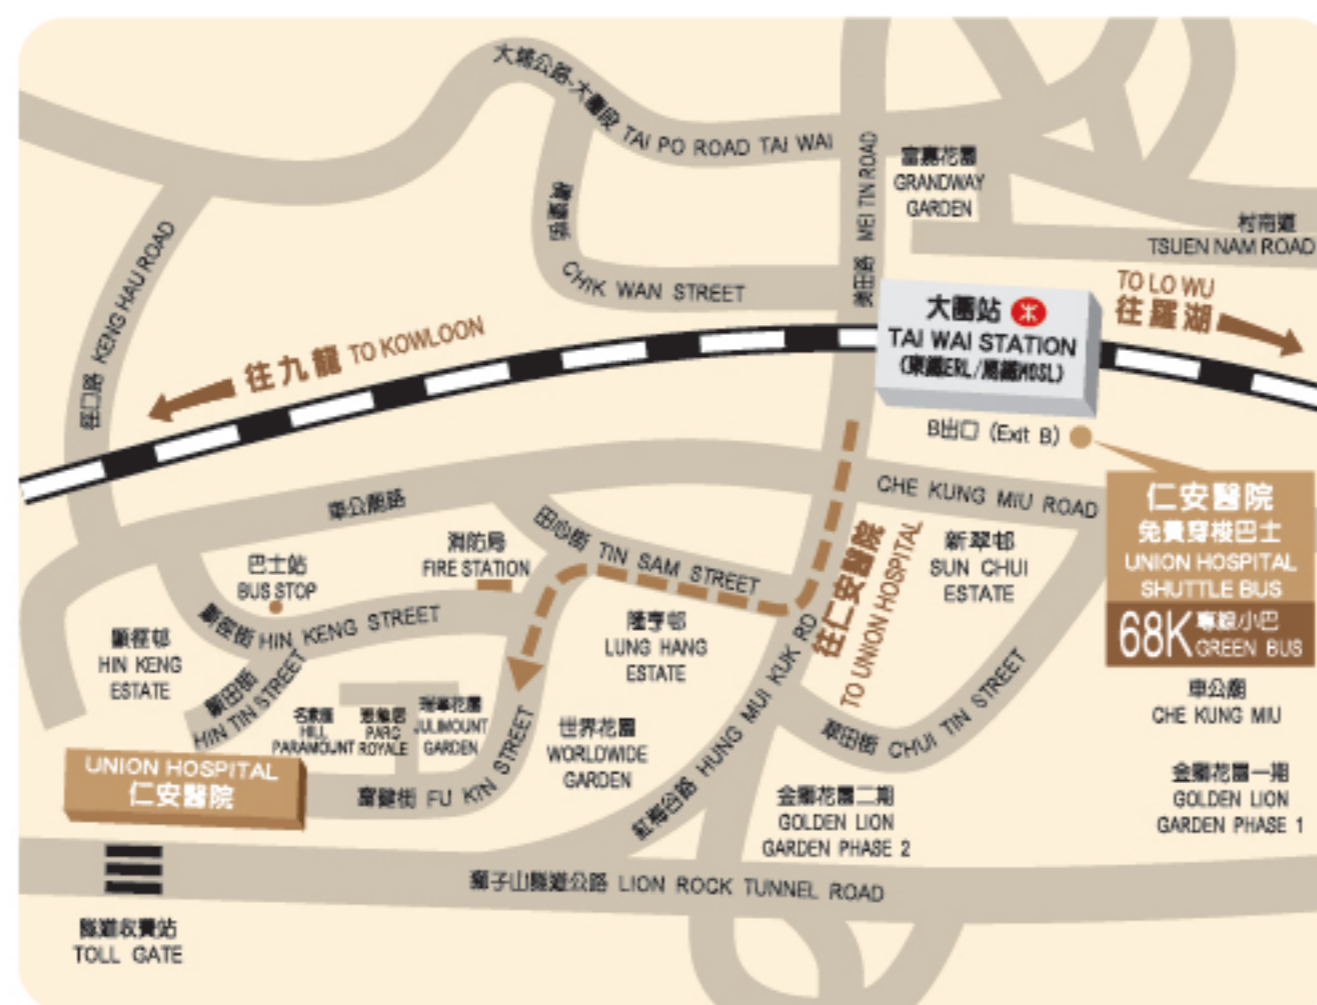 大埔公路-大圍段 TAI PO ROAD TAI WAI
美田路 MEI TIN ROAD
富嘉花園
GRANDWAY
GARDEN
村南道
TSUEN NAM ROAD
CHIK WAN STREET
徑口路 KENG HAU ROAD
往九龍 TO KOWLOON
大圍站
TAI WAI STATION
(東鐵ERL/馬鐵MOSL)
TO LO WU
往羅湖
B出口 (Exit B)
車公廟路
CHE KUNG MIU ROAD
仁安醫院
免費穿梭巴士
UNION HOSPITAL
SHUTTLE BUS
68K 專線小巴
GREEN BUS
田心街 TIN SAM STREET
消防局
FIRE STATION
巴士站
BUS STOP
顯徑街 HIN KENG STREET
顯徑邨
HIN KENG
ESTATE
顯田街
HIN TIN STREET
往仁安醫院
TO UNION HOSPITAL
新翠邨
SUN CHUI
ESTATE
隆亨邨
LUNG HANG
ESTATE
名家匯
HILL
PARAMOUNT
PARC
ROYALE
瑞峯花園
JULIMOUNT
GARDEN
世界花園
WORLDWIDE
GARDEN
紅梅谷路 HUNG MUI KUK RD
翠田街 CHUI TIN STREET
車公廟
CHE KUNG MIU
金獅花園一期
GOLDEN LION
GARDEN PHASE 1
金獅花園二期
GOLDEN LION
GARDEN PHASE 2
UNION HOSPITAL
仁安醫院
富健街 FU KIN STREET
獅子山隧道公路 LION ROCK TUNNEL ROAD
隧道收費站
TOLL GATE